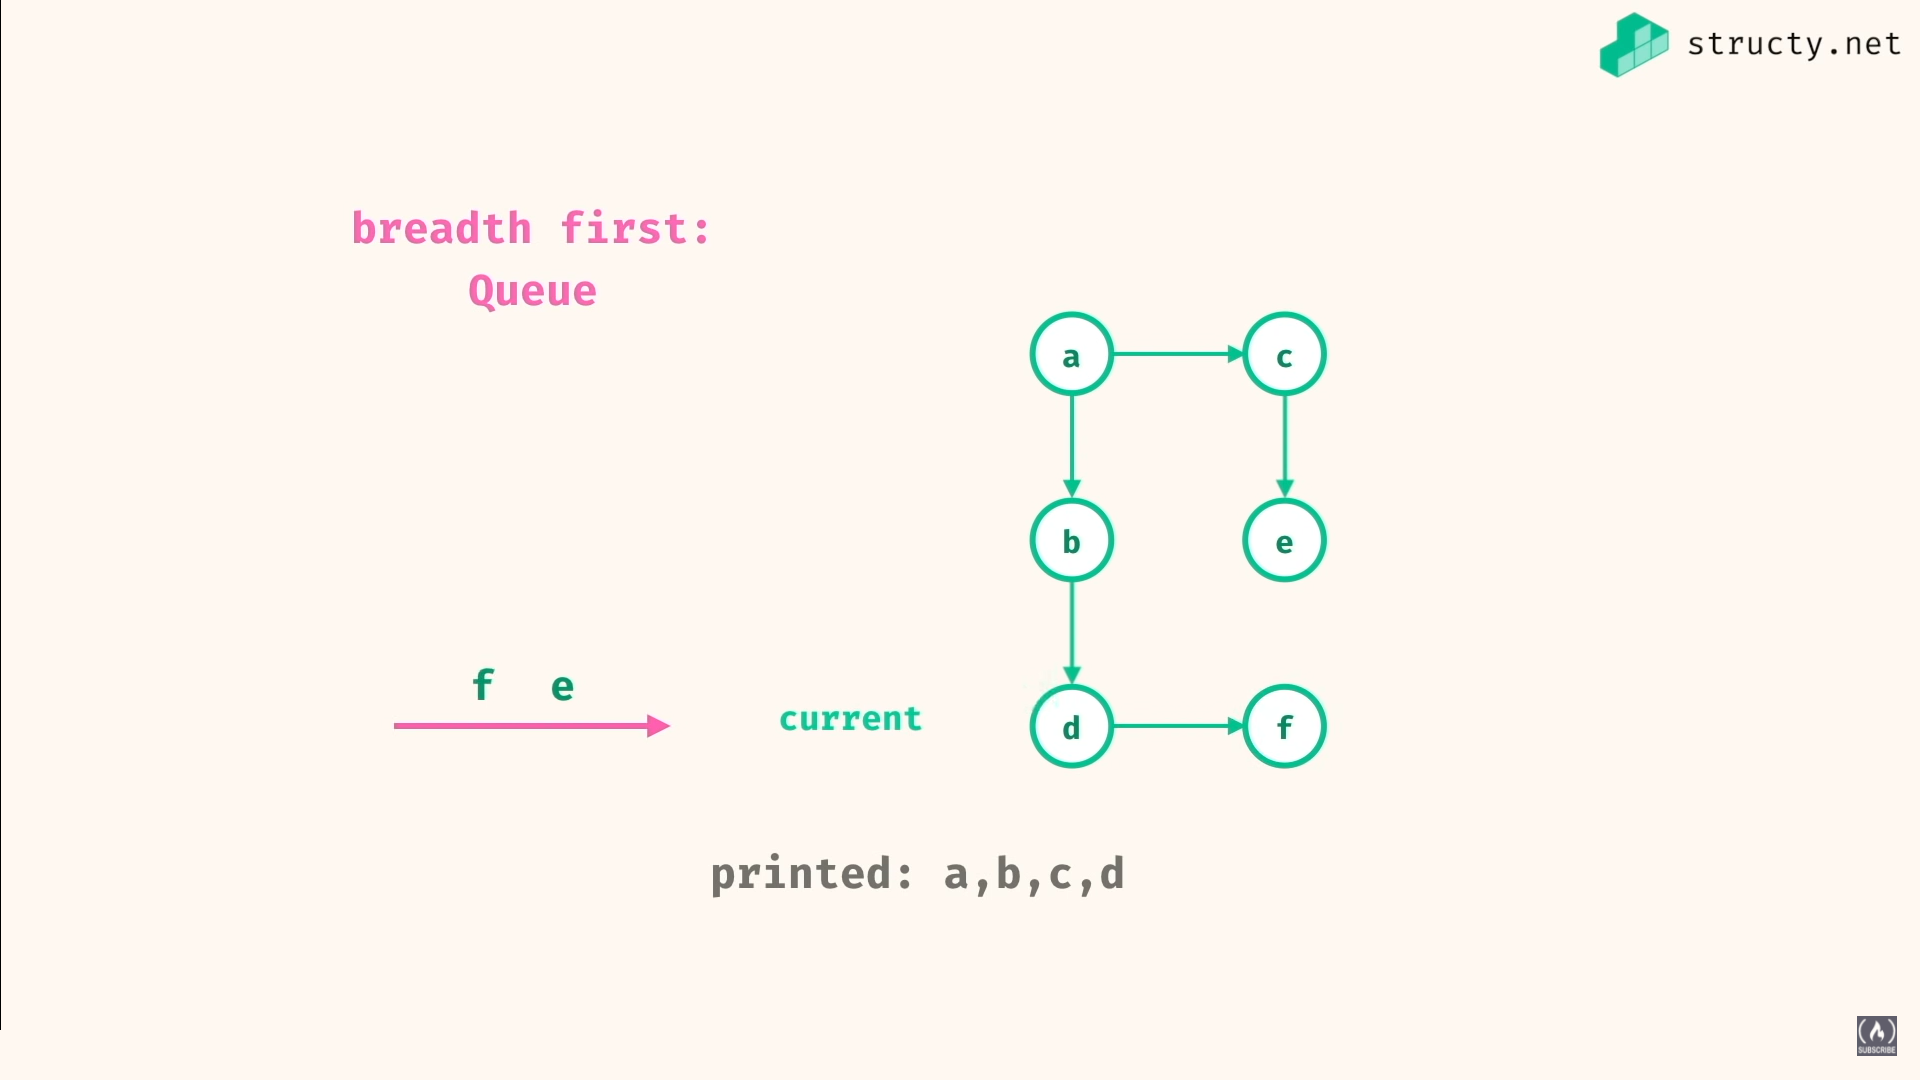 structy.net
breadth first:
Queue
a
c
b
e
f e
current
d
f
printed: a,b,c,d
SUBSCRIBE